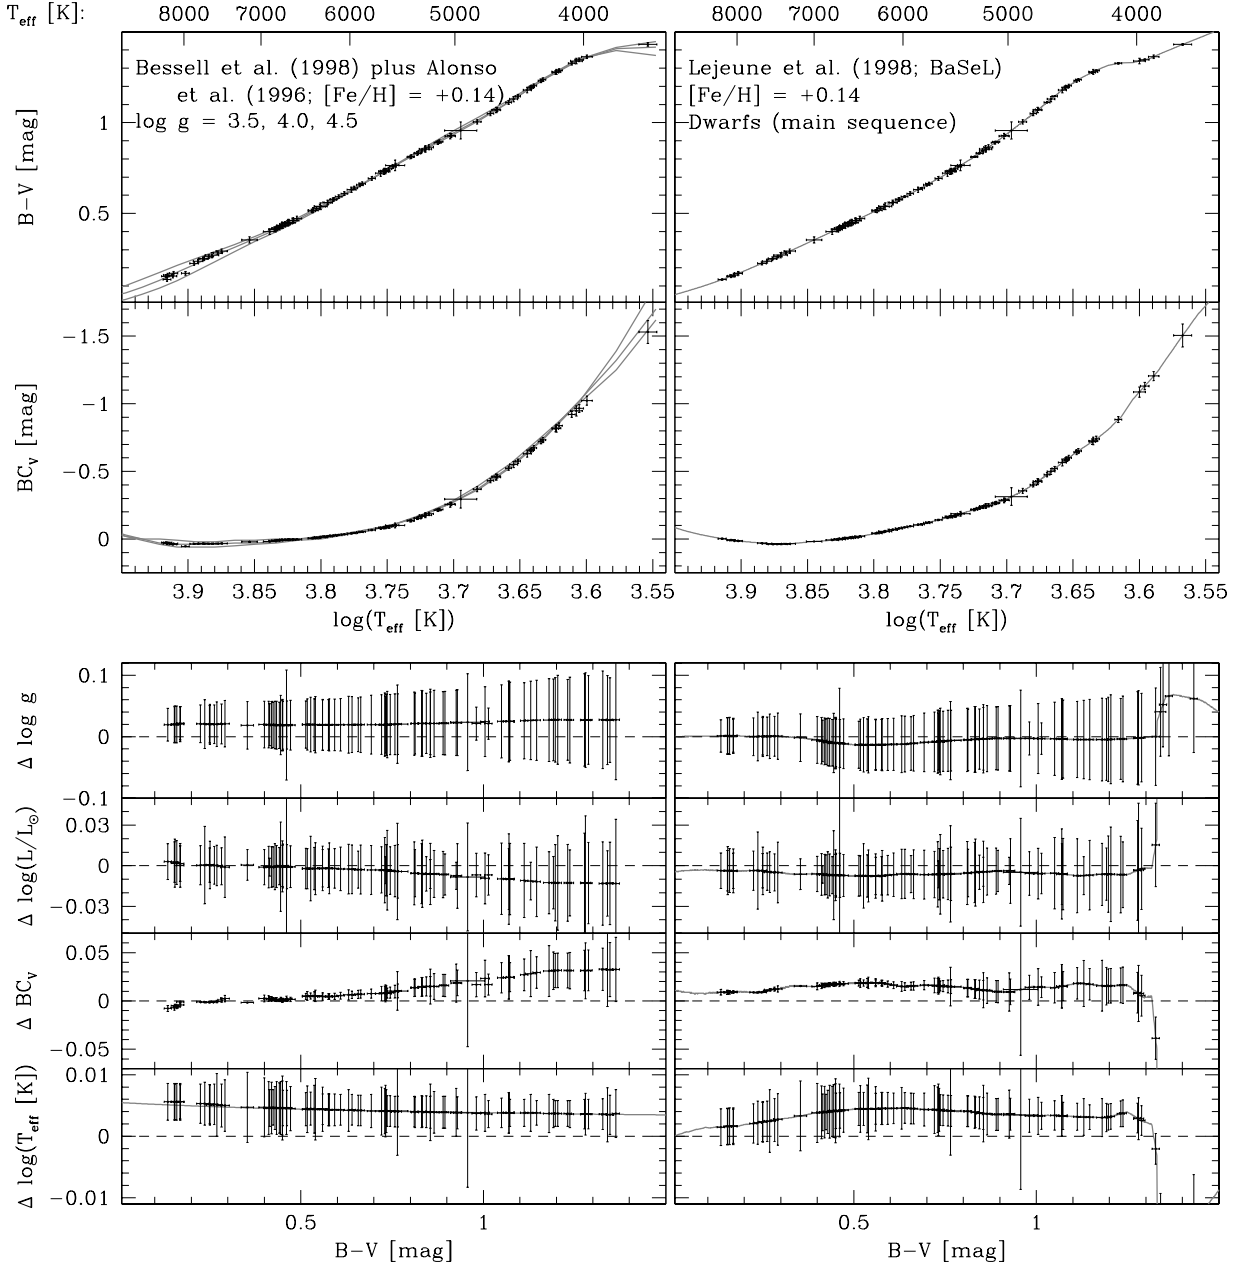 T_eff [K]: 8000 7000 6000 5000 4000 8000 7000 6000 5000 4000
Bessell et al. (1998) plus Alonso
et al. (1996; [Fe/H] = +0.14)
log g = 3.5, 4.0, 4.5
Lejeune et al. (1998; BaSeL)
[Fe/H] = +0.14
Dwarfs (main sequence)
B−V [mag]
1
0.5
BC_V [mag]
−1.5
−1
−0.5
0
3.9 3.85 3.8 3.75 3.7 3.65 3.6 3.55 3.9 3.85 3.8 3.75 3.7 3.65 3.6 3.55
log(T_eff [K]) log(T_eff [K])
Δ log g
0.1
0
−0.1
Δ log(L/L_⊙)
0.03
0
−0.03
Δ BC_V
0.05
0
−0.05
Δ log(T_eff [K])
0.01
0
−0.01
0.5 1 0.5 1
B−V [mag] B−V [mag]